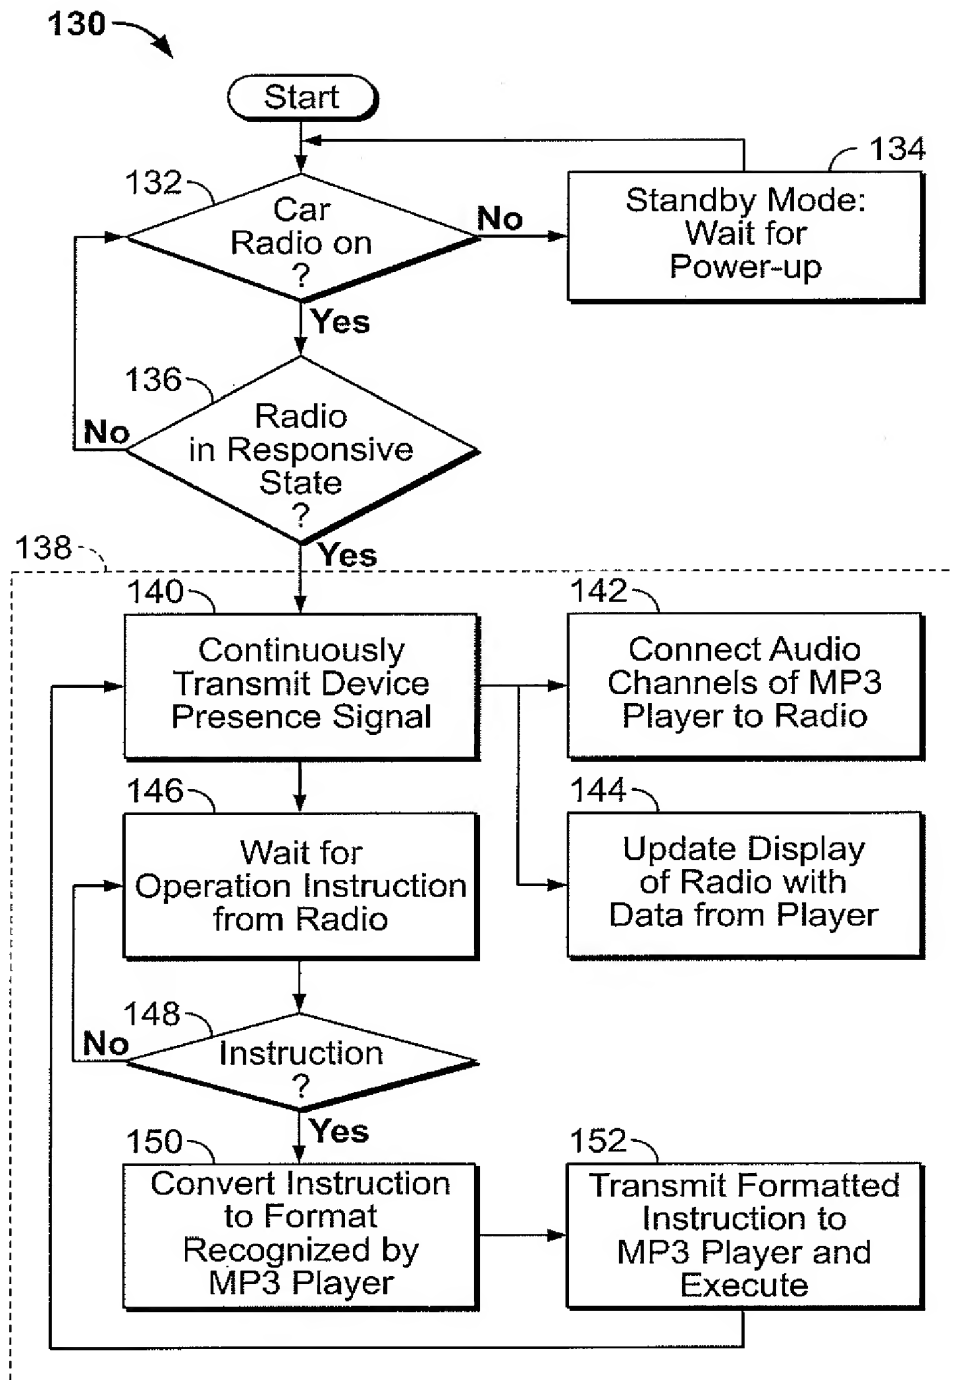 130
Start
132
Car
Radio on
?
No
134
Standby Mode:
Wait for
Power-up
Yes
136
Radio
in Responsive
State
?
No
Yes
138
140
Continuously
Transmit Device
Presence Signal
142
Connect Audio
Channels of MP3
Player to Radio
144
Update Display
of Radio with
Data from Player
146
Wait for
Operation Instruction
from Radio
148
Instruction
?
No
Yes
150
Convert Instruction
to Format
Recognized by
MP3 Player
152
Transmit Formatted
Instruction to
MP3 Player and
Execute